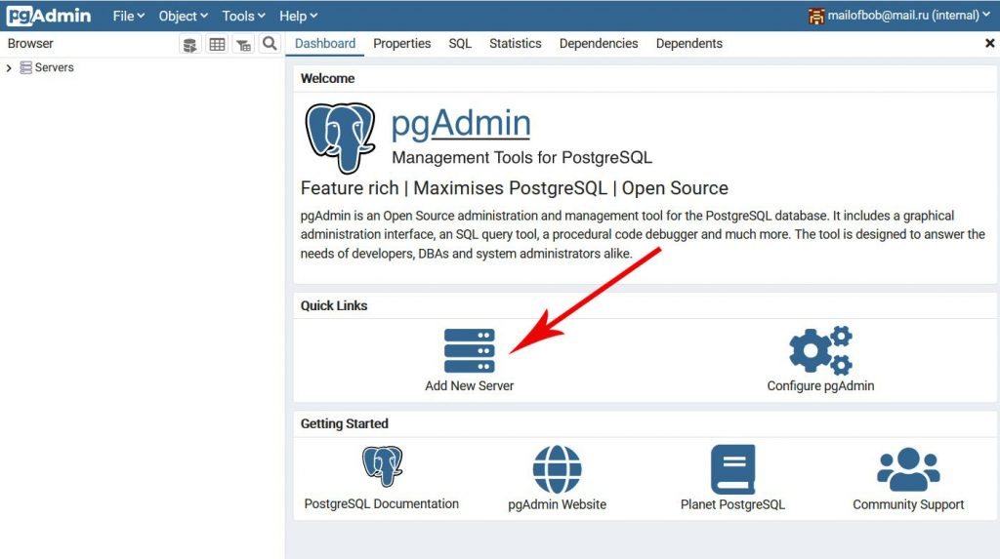 pgAdmin File Object Tools Help mailofbob@mail.ru (internal)
Browser
Dashboard Properties SQL Statistics Dependencies Dependents
Servers
Welcome
pgAdmin
Management Tools for PostgreSQL
Feature rich | Maximises PostgreSQL | Open Source
pgAdmin is an Open Source administration and management tool for the PostgreSQL database. It includes a graphical
administration interface, an SQL query tool, a procedural code debugger and much more. The tool is designed to answer the
needs of developers, DBAs and system administrators alike.
Quick Links
Add New Server
Configure pgAdmin
Getting Started
PostgreSQL Documentation
pgAdmin Website
Planet PostgreSQL
Community Support